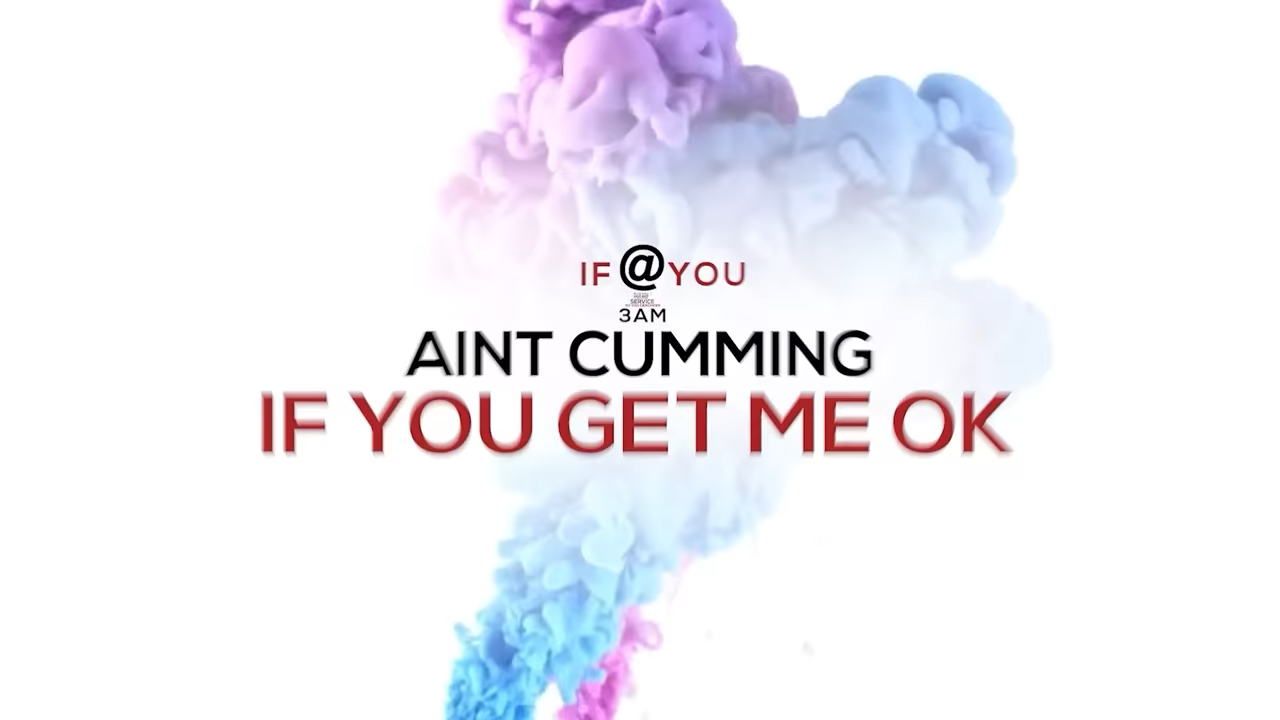 IF @ YOU
SERVICE
3AM
AINT CUMMING
IF YOU GET ME OK